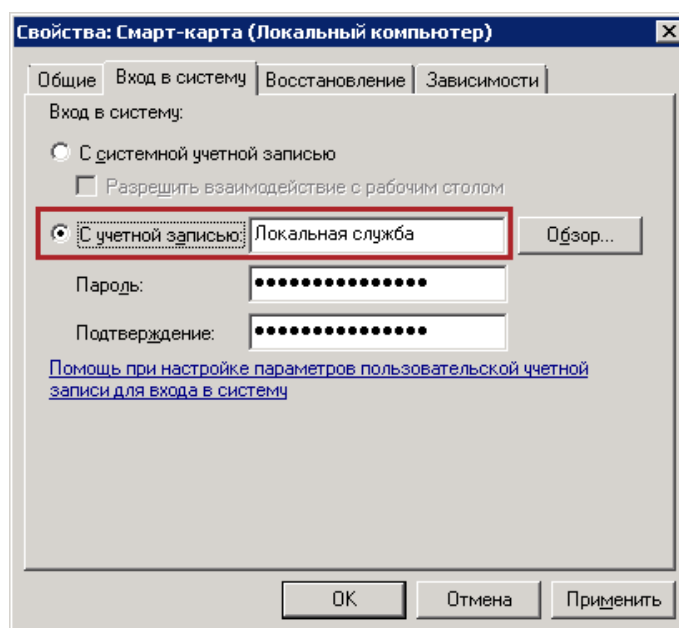 Свойства: Смарт-карта (Локальный компьютер)
Общие Вход в систему Восстановление Зависимости
Вход в систему:
С системной учетной записью
Разрешить взаимодействие с рабочим столом
С учетной записью: Локальная служба Обзор...
Пароль: ●●●●●●●●●●●●●●●
Подтверждение: ●●●●●●●●●●●●●●●
Помощь при настройке параметров пользовательской учетной
записи для входа в систему
OK Отмена Применить